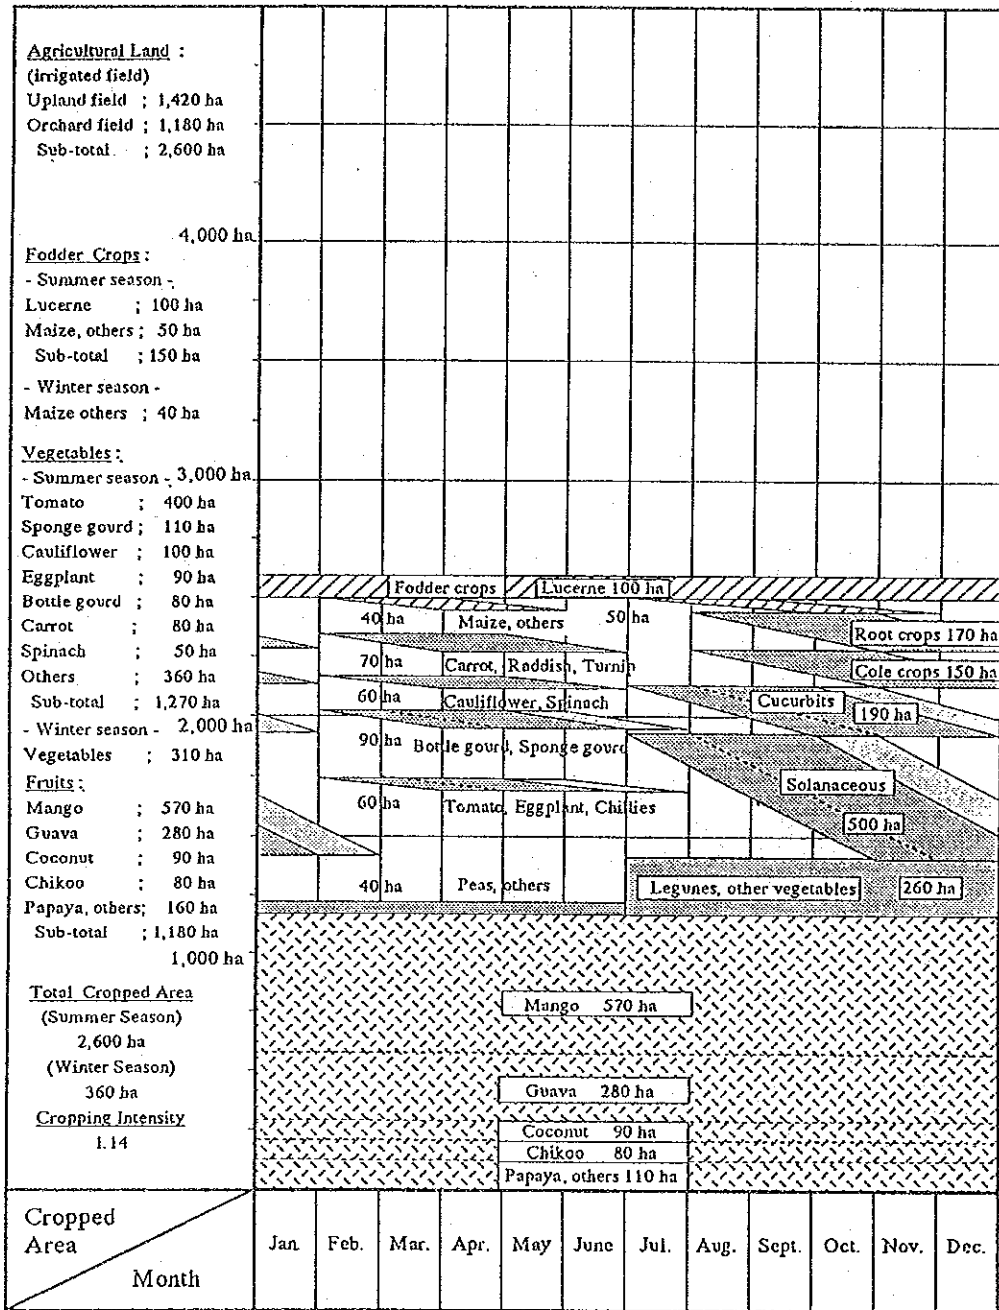 Agricultural Land :
(irrigated field)
Upland field ; 1,420 ha
Orchard field ; 1,180 ha
Sub-total ; 2,600 ha
4,000 ha
Fodder Crops :
- Summer season -
Lucerne ; 100 ha
Maize, others ; 50 ha
Sub-total ; 150 ha
- Winter season -
Maize others ; 40 ha
Vegetables :
- Summer season - 3,000 ha
Tomato ; 400 ha
Sponge gourd ; 110 ha
Cauliflower ; 100 ha
Eggplant ; 90 ha
Bottle gourd ; 80 ha
Carrot ; 80 ha
Spinach ; 50 ha
Others ; 360 ha
Sub-total ; 1,270 ha
- Winter season - 2,000 ha
Vegetables ; 310 ha
Fruits :
Mango ; 570 ha
Guava ; 280 ha
Coconut ; 90 ha
Chikoo ; 80 ha
Papaya, others; 160 ha
Sub-total ; 1,180 ha
1,000 ha
Total Cropped Area
(Summer Season)
2,600 ha
(Winter Season)
360 ha
Cropping Intensity
1.14
Fodder crops Lucerne 100 ha
40 ha Maize, others 50 ha
Root crops 170 ha
70 ha Carrot, Raddish, Turnip
Cole crops 150 ha
60 ha Cauliflower, Spinach
Cucurbits
190 ha
90 ha Bottle gourd, Sponge gourd
Solanaceous
60 ha Tomato, Eggplant, Chillies
500 ha
40 ha Peas, others
Legunes, other vegetables 260 ha
Mango 570 ha
Guava 280 ha
Coconut 90 ha
Chikoo 80 ha
Papaya, others 110 ha
Cropped
Area
Month
Jan Feb. Mar. Apr. May June Jul. Aug. Sept. Oct. Nov. Dec.